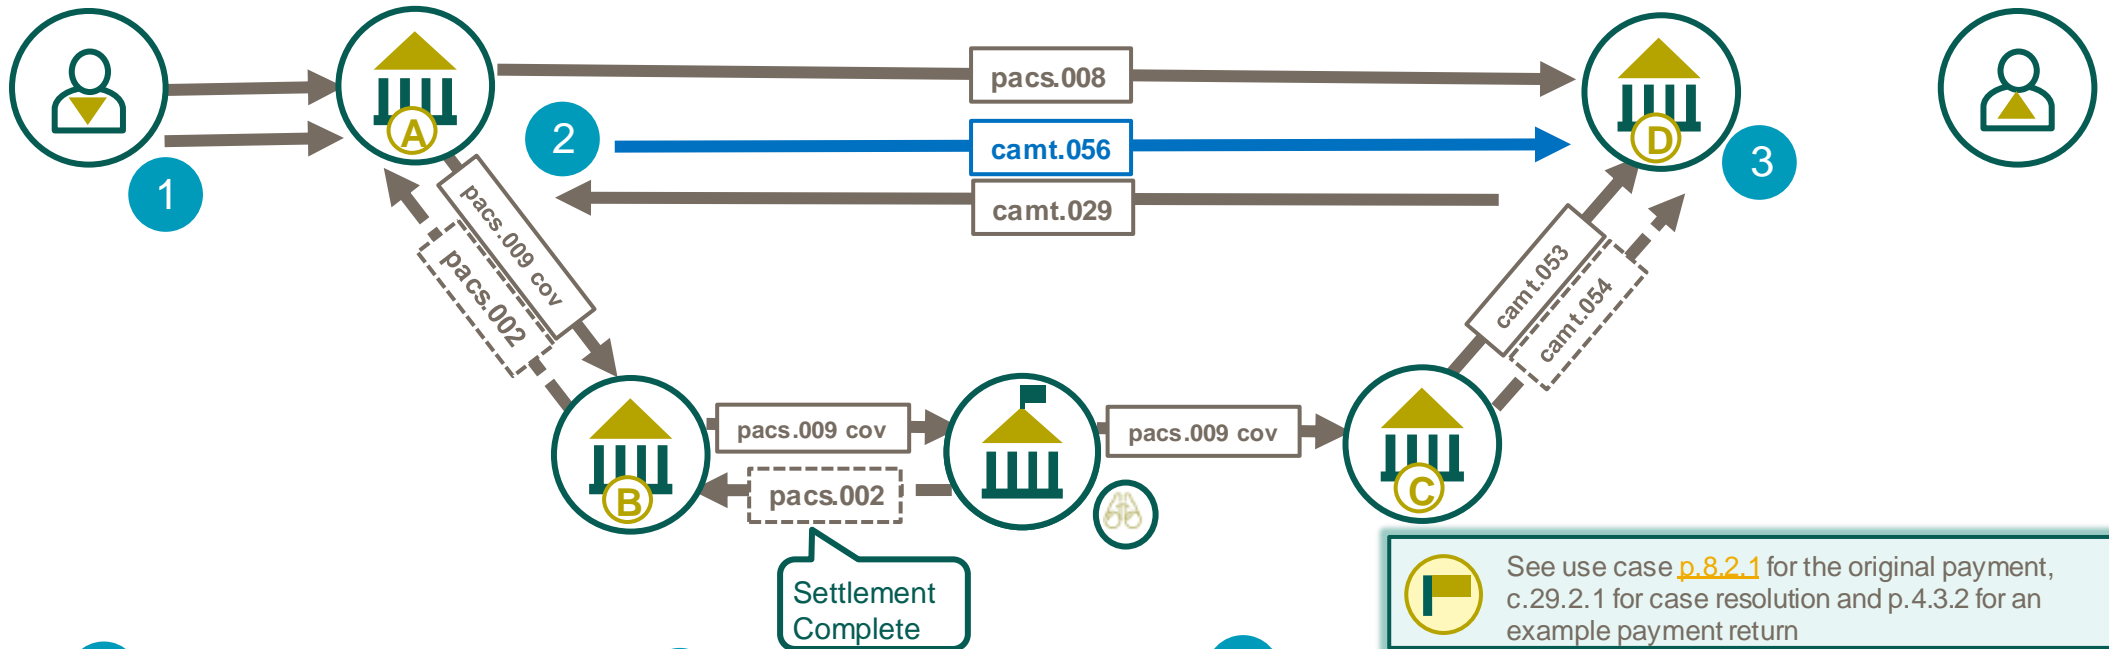 pacs.008
A
D
2
camt.056
3
1
camt.029
pacs.009 cov
pacs.002
camt.053
camt.054
pacs.009 cov
pacs.009 cov
B
pacs.002
C
Settlement
Complete
See use case p.8.2.1 for the original payment,
c.29.2.1 for case resolution and p.4.3.2 for an
example payment return